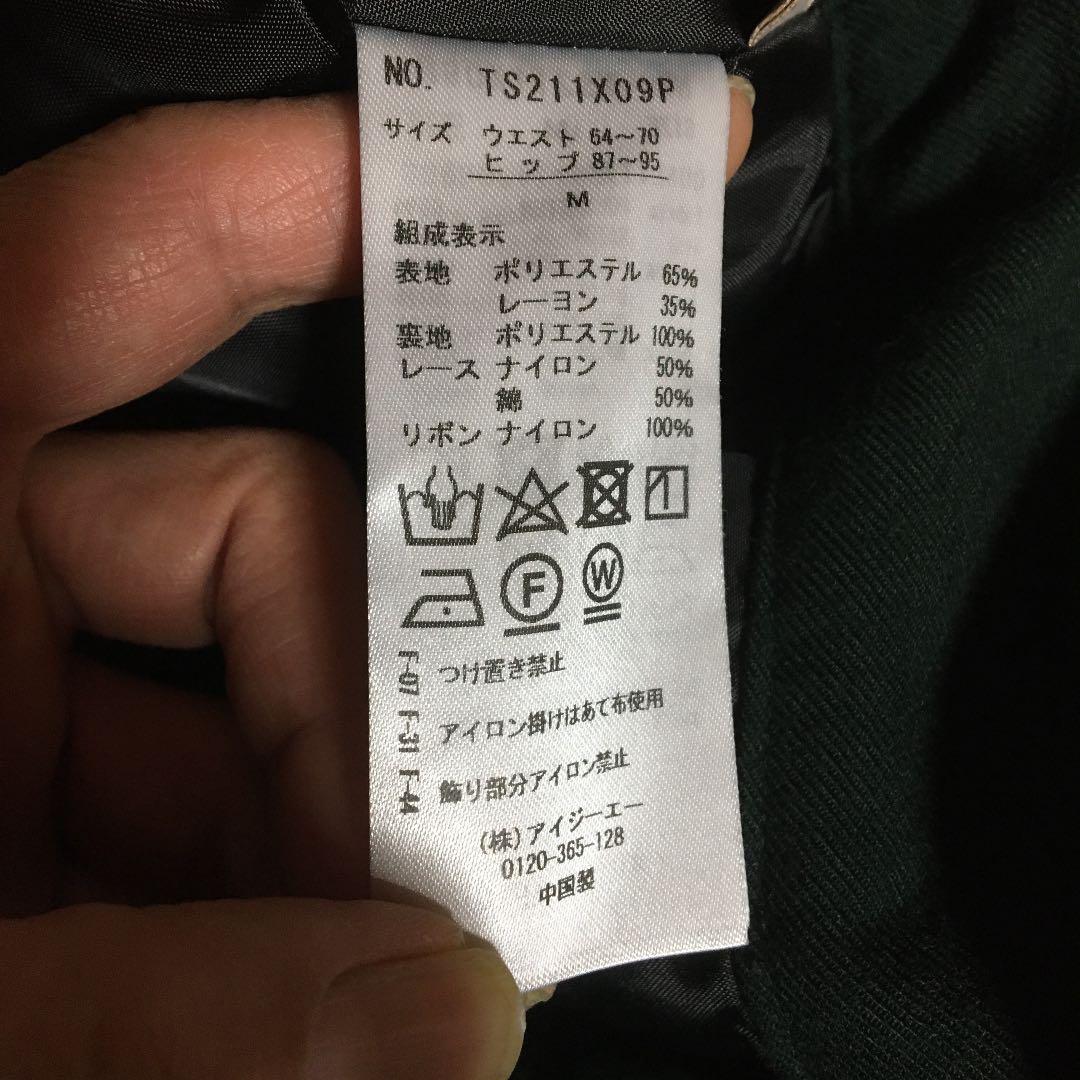 NO. TS211X09P
サイズ ウエスト 64〜70
ヒップ 87〜95
M
組成表示
表地 ポリエステル 65%
レーヨン 35%
裏地 ポリエステル 100%
レース ナイロン 50%
綿 50%
リボン ナイロン 100%
F
W
F-07 つけ置き禁止
F-31 アイロン掛けはあて布使用
F-44 飾り部分アイロン禁止
(株)アイジーエー
0120-365-128
中国製